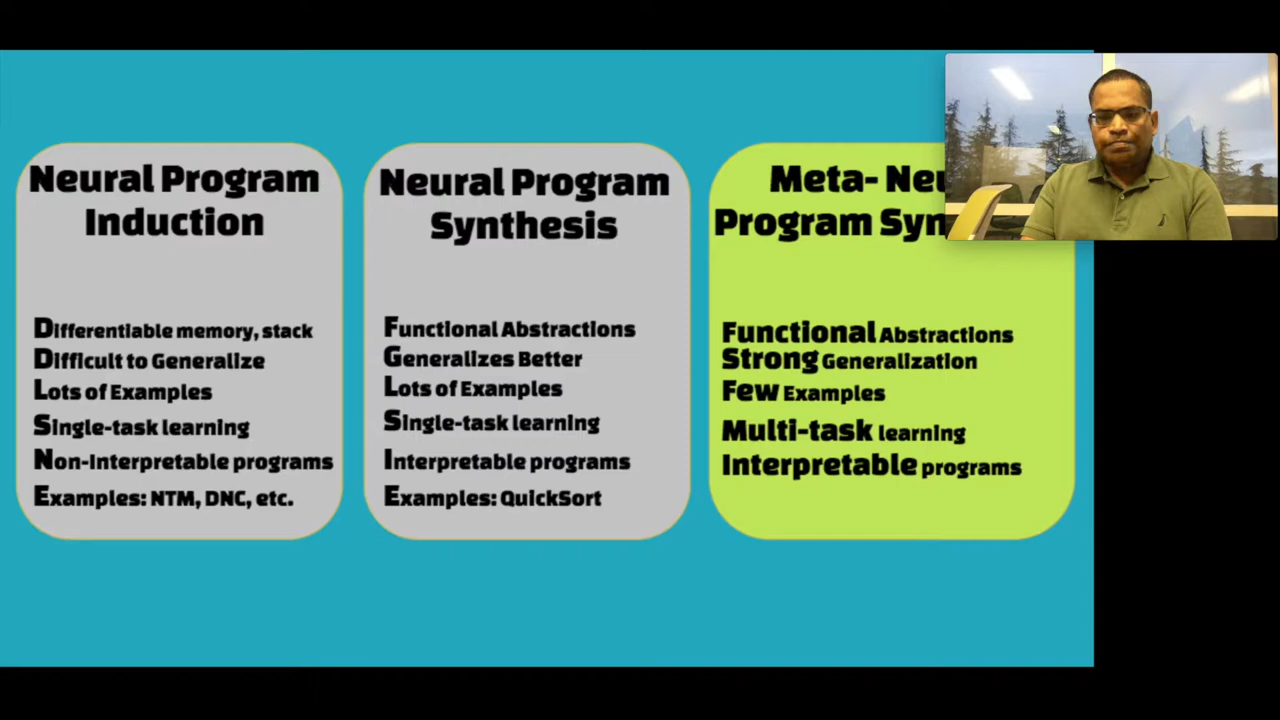 Neural Program
Induction
Differentiable memory, stack
Difficult to Generalize
Lots of Examples
Single-task learning
Non-Interpretable programs
Examples: NTM, DNC, etc.
Neural Program
Synthesis
Functional Abstractions
Generalizes Better
Lots of Examples
Single-task learning
Interpretable programs
Examples: QuickSort
Meta-
Program
Functional Abstractions
Strong Generalization
Few Examples
Multi-task learning
Interpretable programs